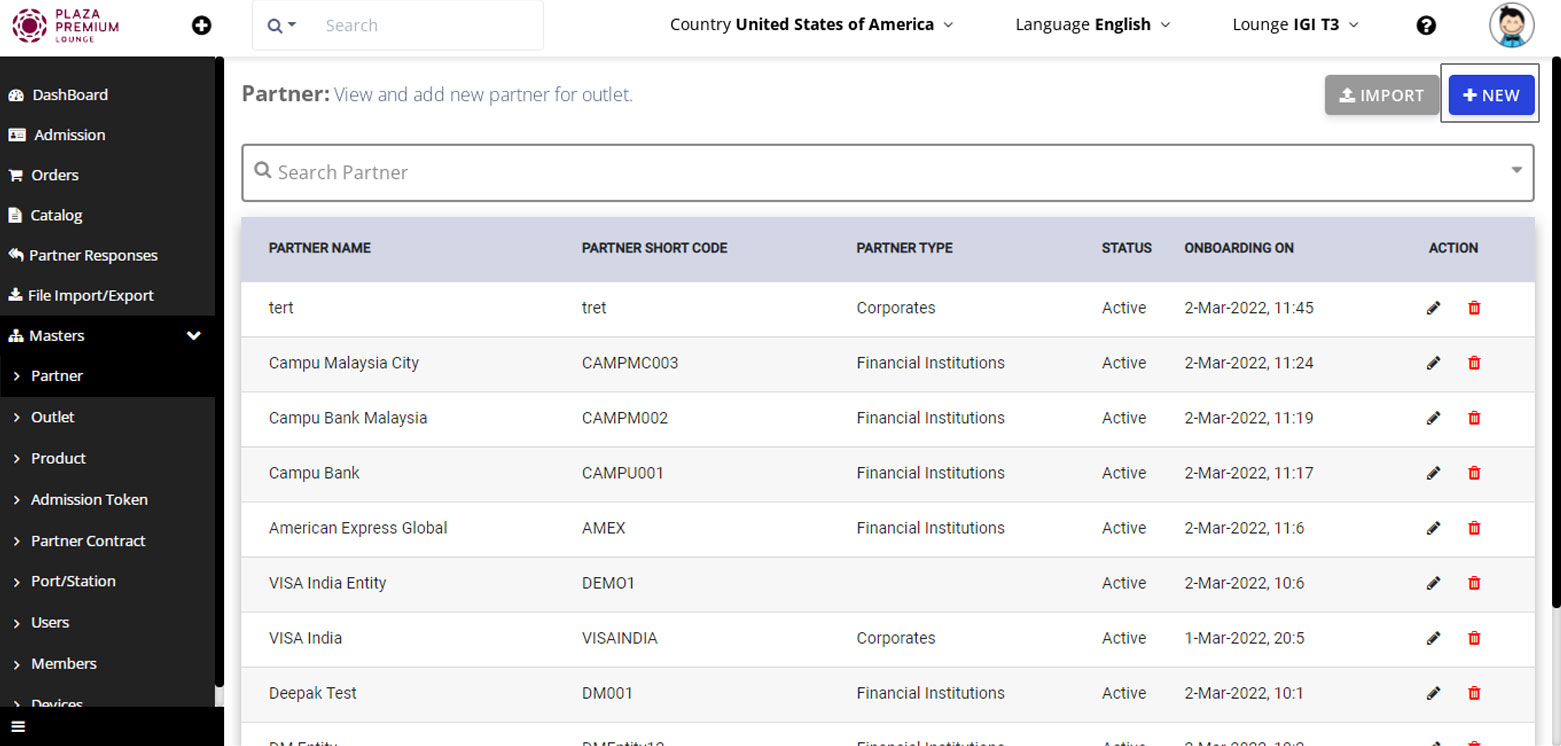 PLAZA
PREMIUM
LOUNGE
Search
Country United States of America
Language English
Lounge IGI T3
DashBoard
Admission
Orders
Catalog
Partner Responses
File Import/Export
Masters
Partner
Outlet
Product
Admission Token
Partner Contract
Port/Station
Users
Members
Devices
Partner: View and add new partner for outlet.
IMPORT
NEW
Search Partner
PARTNER NAME PARTNER SHORT CODE PARTNER TYPE STATUS ONBOARDING ON ACTION
tert tret Corporates Active 2-Mar-2022, 11:45
Campu Malaysia City CAMPMC003 Financial Institutions Active 2-Mar-2022, 11:24
Campu Bank Malaysia CAMPM002 Financial Institutions Active 2-Mar-2022, 11:19
Campu Bank CAMPU001 Financial Institutions Active 2-Mar-2022, 11:17
American Express Global AMEX Financial Institutions Active 2-Mar-2022, 11:6
VISA India Entity DEMO1 Active 2-Mar-2022, 10:6
VISA India VISAINDIA Corporates Active 1-Mar-2022, 20:5
Deepak Test DM001 Financial Institutions Active 2-Mar-2022, 10:1
DM Entity Financial Institutions Active